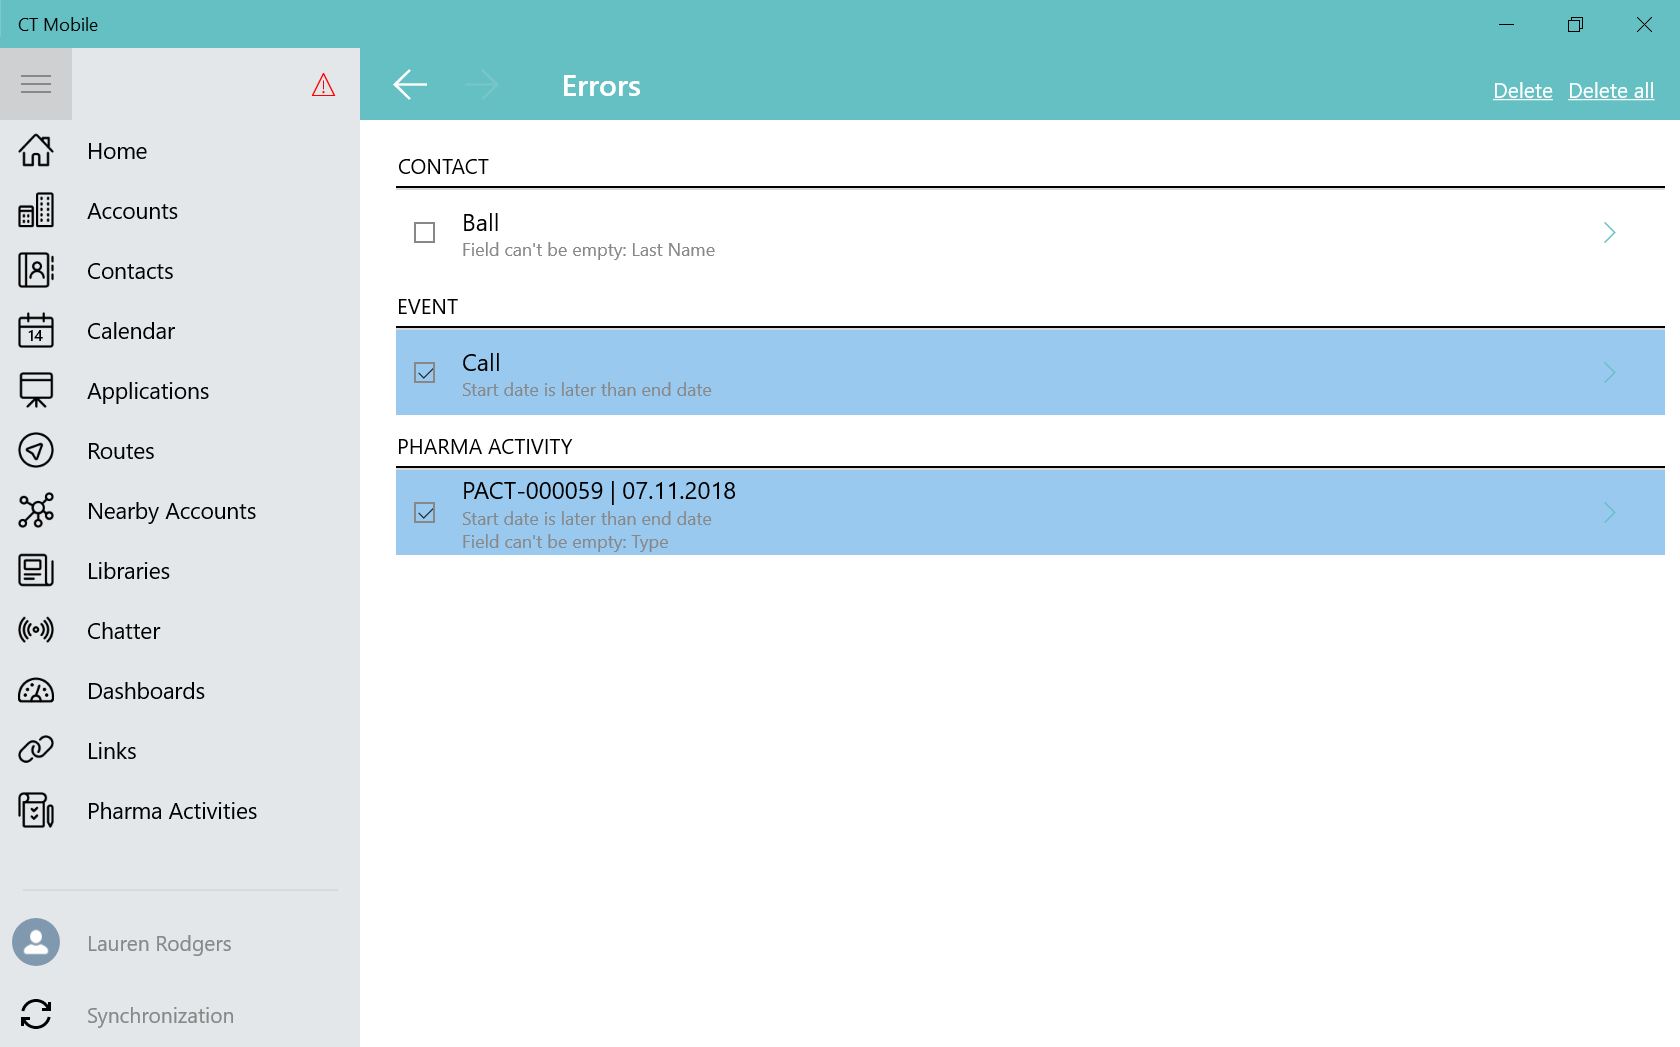 CT Mobile
Errors
Delete
Delete all
Home
Accounts
Contacts
14
Calendar
Applications
Routes
Nearby Accounts
Libraries
Chatter
Dashboards
Links
Pharma Activities
Lauren Rodgers
Synchronization
CONTACT
Ball
Field can't be empty: Last Name
EVENT
Call
Start date is later than end date
PHARMA ACTIVITY
PACT-000059 | 07.11.2018
Start date is later than end date
Field can't be empty: Type